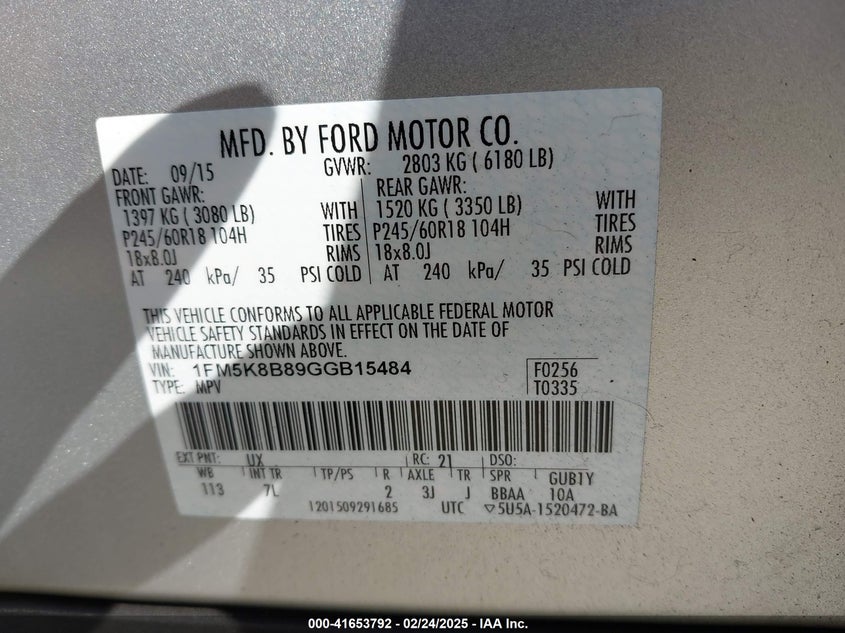 MFD. BY FORD MOTOR CO.
DATE: 09/15 GVWR: 2803 KG ( 6180 LB)
FRONT GAWR: REAR GAWR:
1397 KG ( 3080 LB) WITH 1520 KG ( 3350 LB) WITH
P245/60R18 104H TIRES P245/60R18 104H TIRES
18x8.0J RIMS 18x8.0J RIMS
AT 240 kPa/ 35 PSI COLD AT 240 kPa/ 35 PSI COLD
THIS VEHICLE CONFORMS TO ALL APPLICABLE FEDERAL MOTOR
VEHICLE SAFETY STANDARDS IN EFFECT ON THE DATE OF
MANUFACTURE SHOWN ABOVE.
VIN: 1FM5K8B89GGB15484 F0256
TYPE: MPV T0335
EXT PNT: UX RC: 21 DSO:
WB INT TR TP/PS R AXLE TR SPR GUB1Y
113 7L 2 3J J BBAA 10A
1201509291685 UTC ▽5U5A-1520472-BA
000-41653792 - 02/24/2025 - IAA Inc.